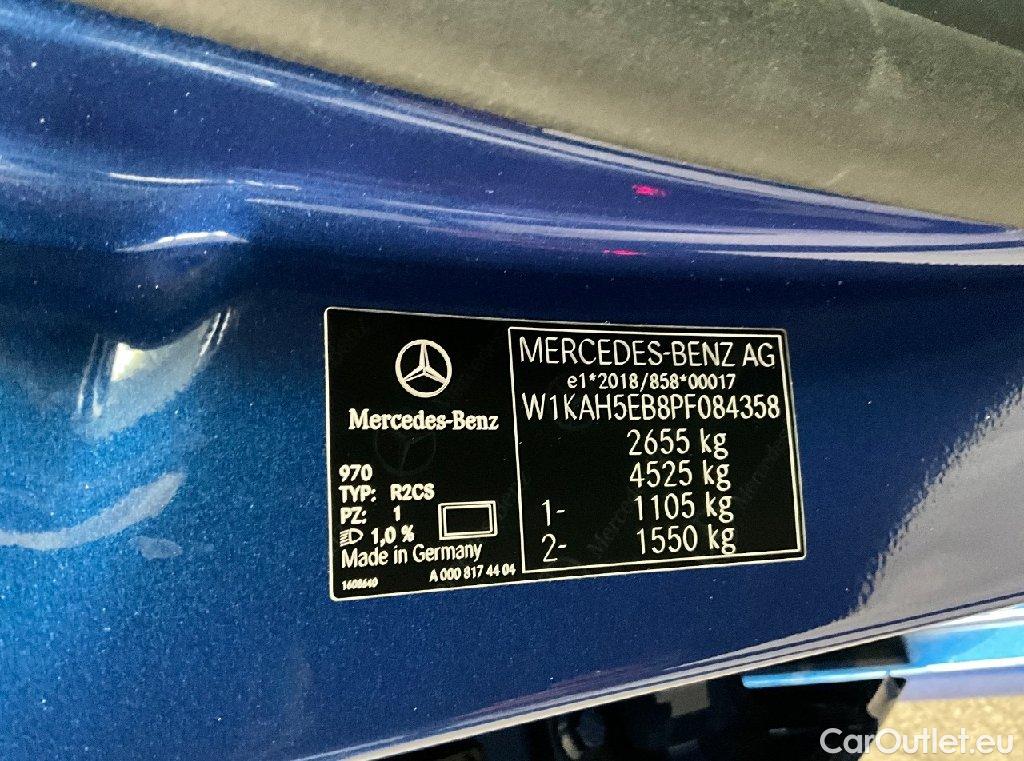 MERCEDES-BENZ AG
e1*2018/858*00017
W1KAH5EB8PF084358
2655 kg
4525 kg
1- 1105 kg
2- 1550 kg
Mercedes-Benz
970
TYP: R2CS
PZ: 1
1,0 %
Made in Germany
1608640 A 000 817 44 04
CarOutlet.eu